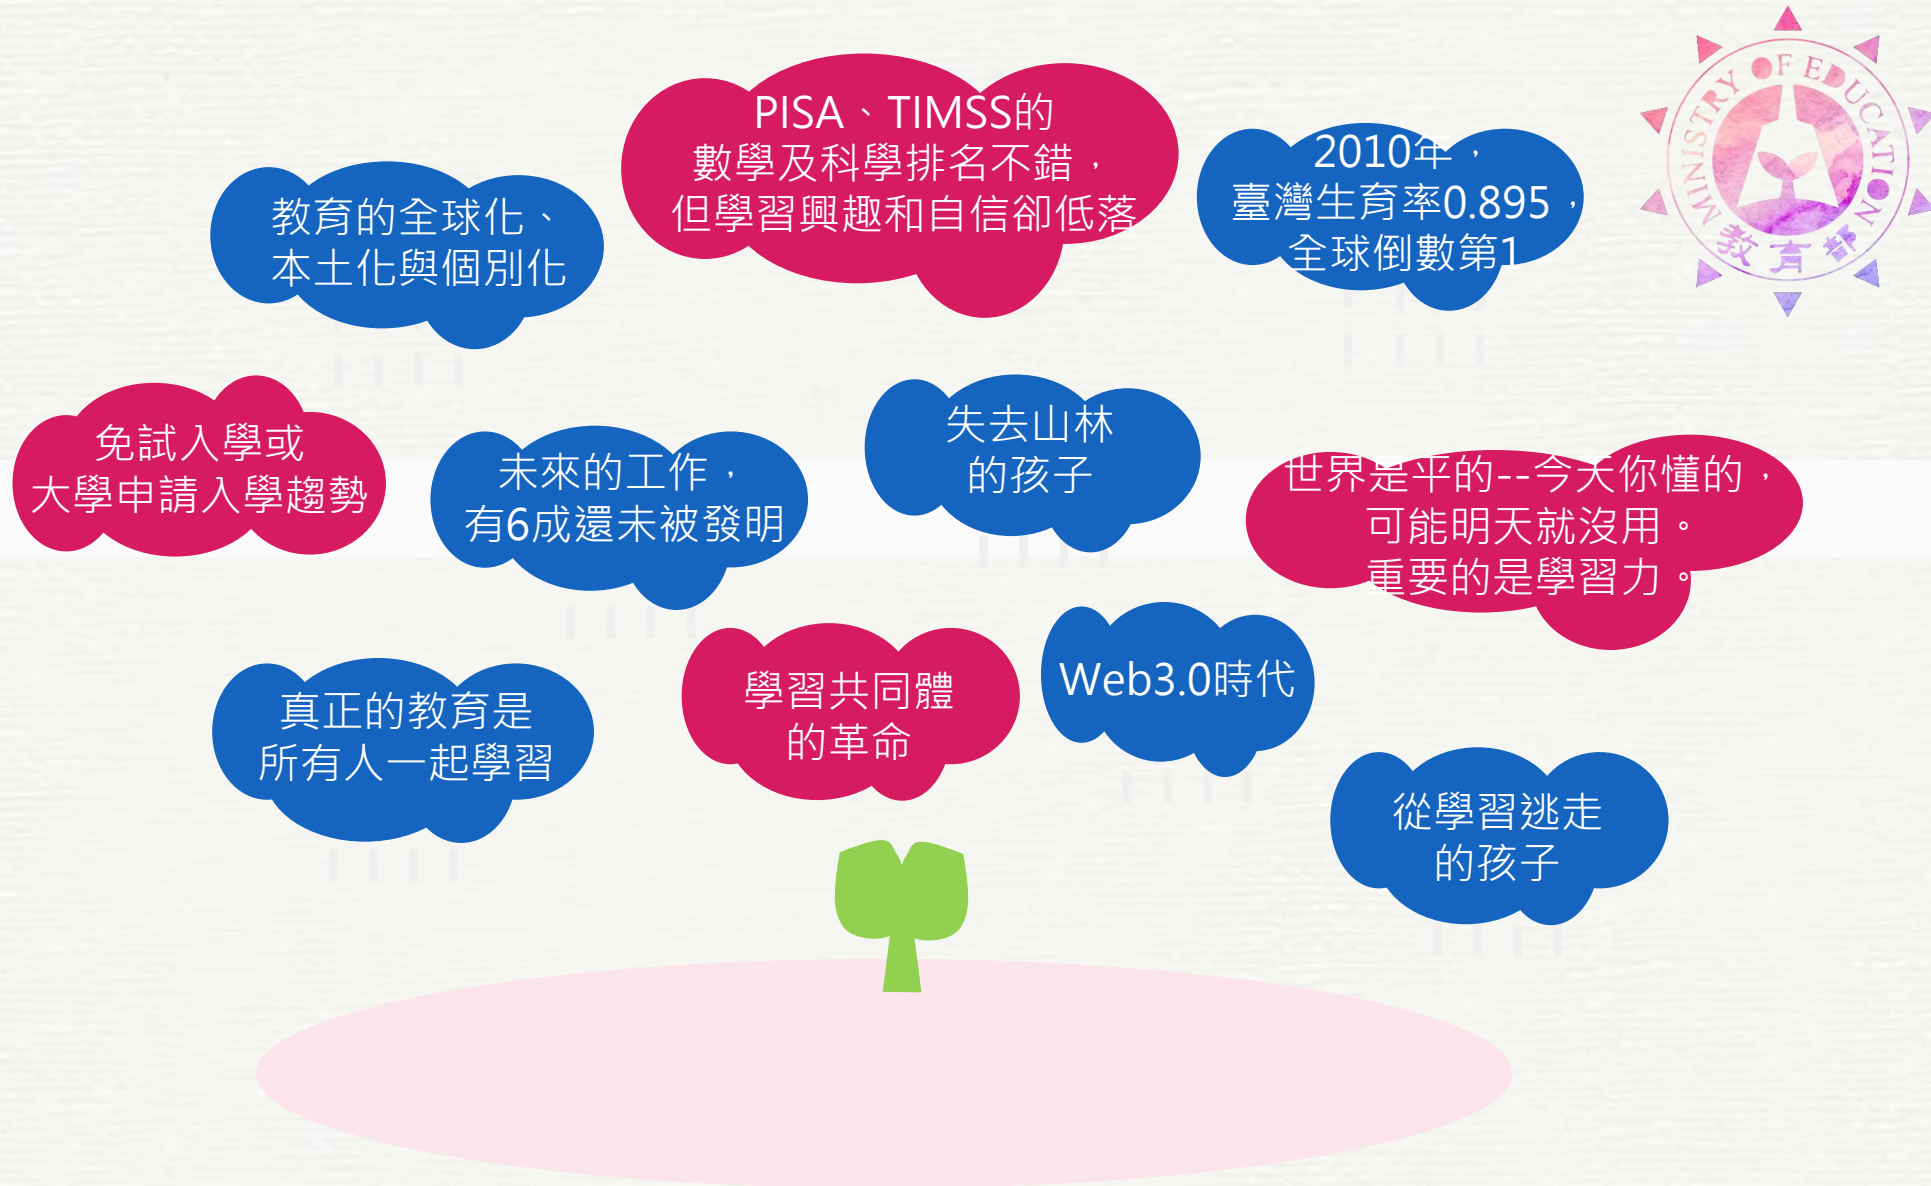 PISA、TIMSS的
數學及科學排名不錯，
但學習興趣和自信卻低落
2010年，
臺灣生育率0.895，
全球倒數第1
MINISTRY OF EDUCATION
教育部
教育的全球化、
本土化與個別化
免試入學或
大學申請入學趨勢
未來的工作，
有6成還未被發明
失去山林
的孩子
世界是平的--今天你懂的，
可能明天就沒用。
重要的是學習力。
真正的教育是
所有人一起學習
學習共同體
的革命
Web3.0時代
從學習逃走
的孩子